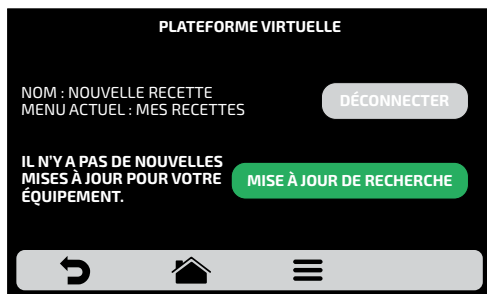 PLATEFORME VIRTUELLE
NOM : NOUVELLE RECETTE
MENU ACTUEL : MES RECETTES
DÉCONNECTER
IL N'Y A PAS DE NOUVELLES
MISES À JOUR POUR VOTRE
ÉQUIPEMENT.
MISE À JOUR DE RECHERCHE